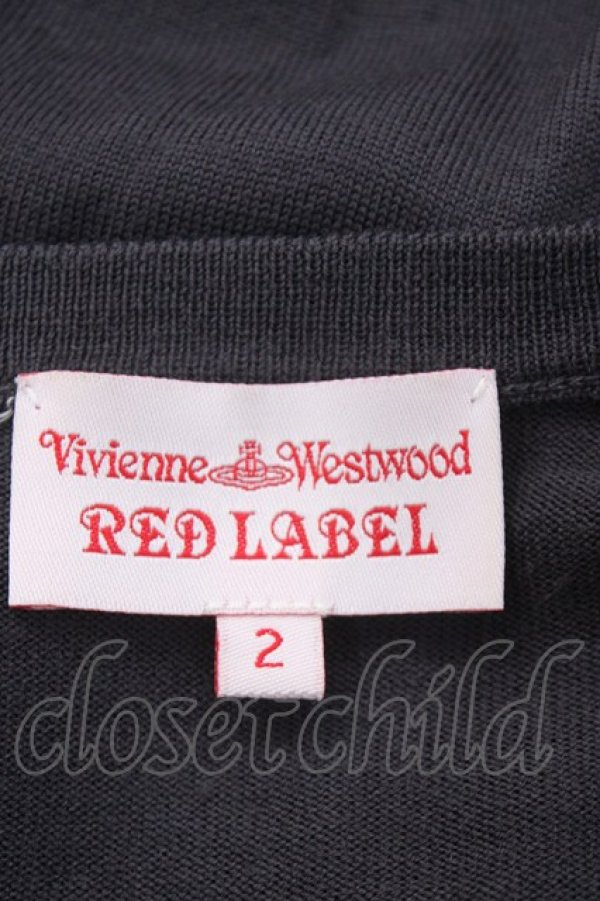 Vivienne Westwood
RED LABEL
2
closetchild